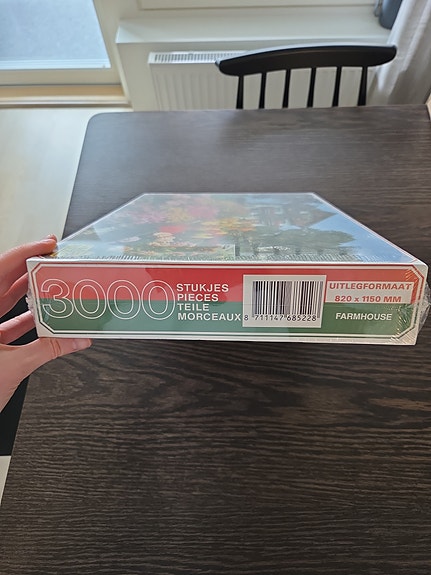 3000
STUKJES
PIECES
TEILE
MORCEAUX
8 711147 685228
UITLEGFORMAAT
820 x 1150 MM
FARMHOUSE